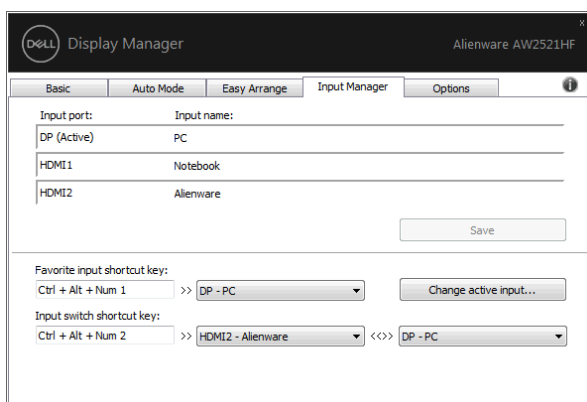 x
DELL Display Manager Alienware AW2521HF
Basic Auto Mode Easy Arrange Input Manager Options i
Input port: Input name:
DP (Active) PC
HDMI1 Notebook
HDMI2 Alienware
Save
Favorite input shortcut key:
Ctrl + Alt + Num 1 >> DP - PC Change active input...
Input switch shortcut key:
Ctrl + Alt + Num 2 >> HDMI2 - Alienware <<>> DP - PC